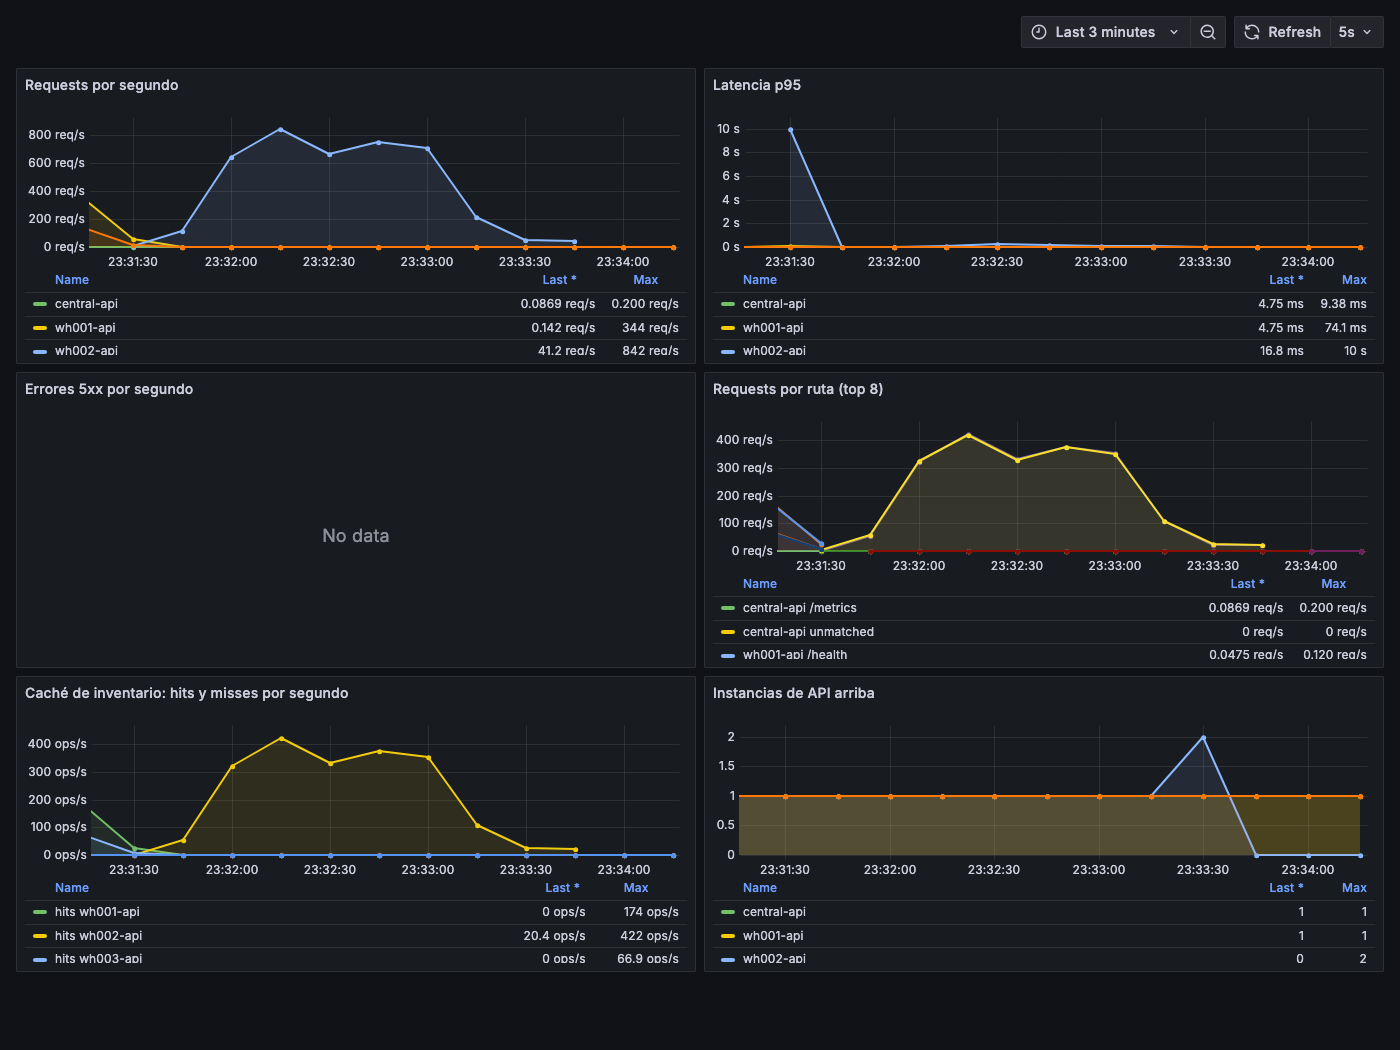 Last 3 minutes Refresh 5s
Requests por segundo
800 req/s
600 req/s
400 req/s
200 req/s
0 req/s
23:31:30 23:32:00 23:32:30 23:33:00 23:33:30 23:34:00
Name Last * Max
central-api 0.0869 req/s 0.200 req/s
wh001-api 0.142 req/s 344 req/s
wh002-api 41.2 req/s 842 req/s
Latencia p95
10 s
8 s
6 s
4 s
2 s
0 s
23:31:30 23:32:00 23:32:30 23:33:00 23:33:30 23:34:00
Name Last * Max
central-api 4.75 ms 9.38 ms
wh001-api 4.75 ms 74.1 ms
wh002-api 16.8 ms 10 s
Errores 5xx por segundo
No data
Requests por ruta (top 8)
400 req/s
300 req/s
200 req/s
100 req/s
0 req/s
23:31:30 23:32:00 23:32:30 23:33:00 23:33:30 23:34:00
Name Last * Max
central-api /metrics 0.0869 req/s 0.200 req/s
central-api unmatched 0 req/s 0 req/s
wh001-api /health 0.0475 req/s 0.120 req/s
Caché de inventario: hits y misses por segundo
400 ops/s
300 ops/s
200 ops/s
100 ops/s
0 ops/s
23:31:30 23:32:00 23:32:30 23:33:00 23:33:30 23:34:00
Name Last * Max
hits wh001-api 0 ops/s 174 ops/s
hits wh002-api 20.4 ops/s 422 ops/s
hits wh003-api 0 ops/s 66.9 ops/s
Instancias de API arriba
2
1.5
1
0.5
0
23:31:30 23:32:00 23:32:30 23:33:00 23:33:30 23:34:00
Name Last * Max
central-api 1 1
wh001-api 1 1
wh002-api 0 2